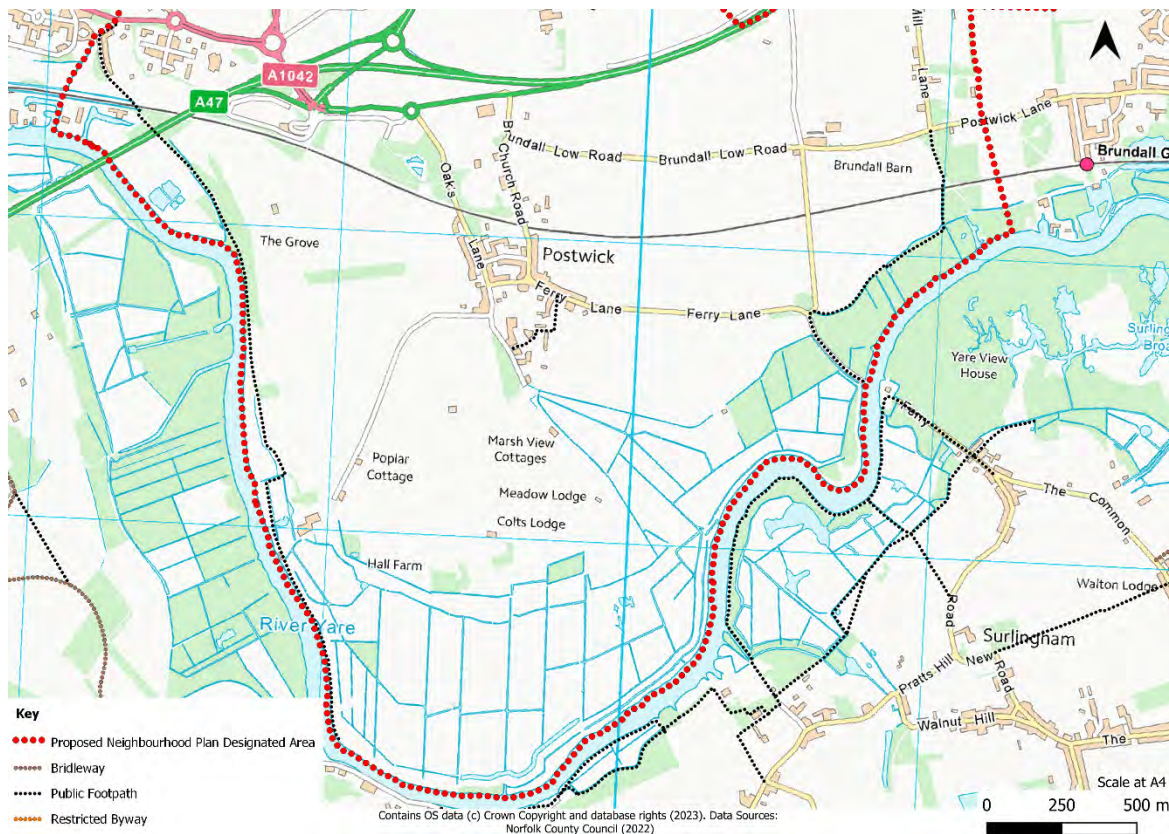 A1042
A47
Mill Lane
Postwick Lane
Brundall G
Brundall Low Road
Brundall Low Road
Brundall Barn
Church Road
Oak's Lane
The Grove
Postwick
Ferry Lane
Ferry Lane
Surlingh
Broa
Yare View
House
Ferry
Marsh View
Cottages
Poplar
Cottage
Meadow Lodge
Colts Lodge
The Common
Hall Farm
Walton Lodge
River Yare
Road
Surlingham
Pratts Hill
New Road
Walnut Hill
The
Key
Proposed Neighbourhood Plan Designated Area
Bridleway
Public Footpath
Restricted Byway
Scale at A4
0 250 500 m
Contains OS data (c) Crown Copyright and database rights (2023). Data Sources:
Norfolk County Council (2022)